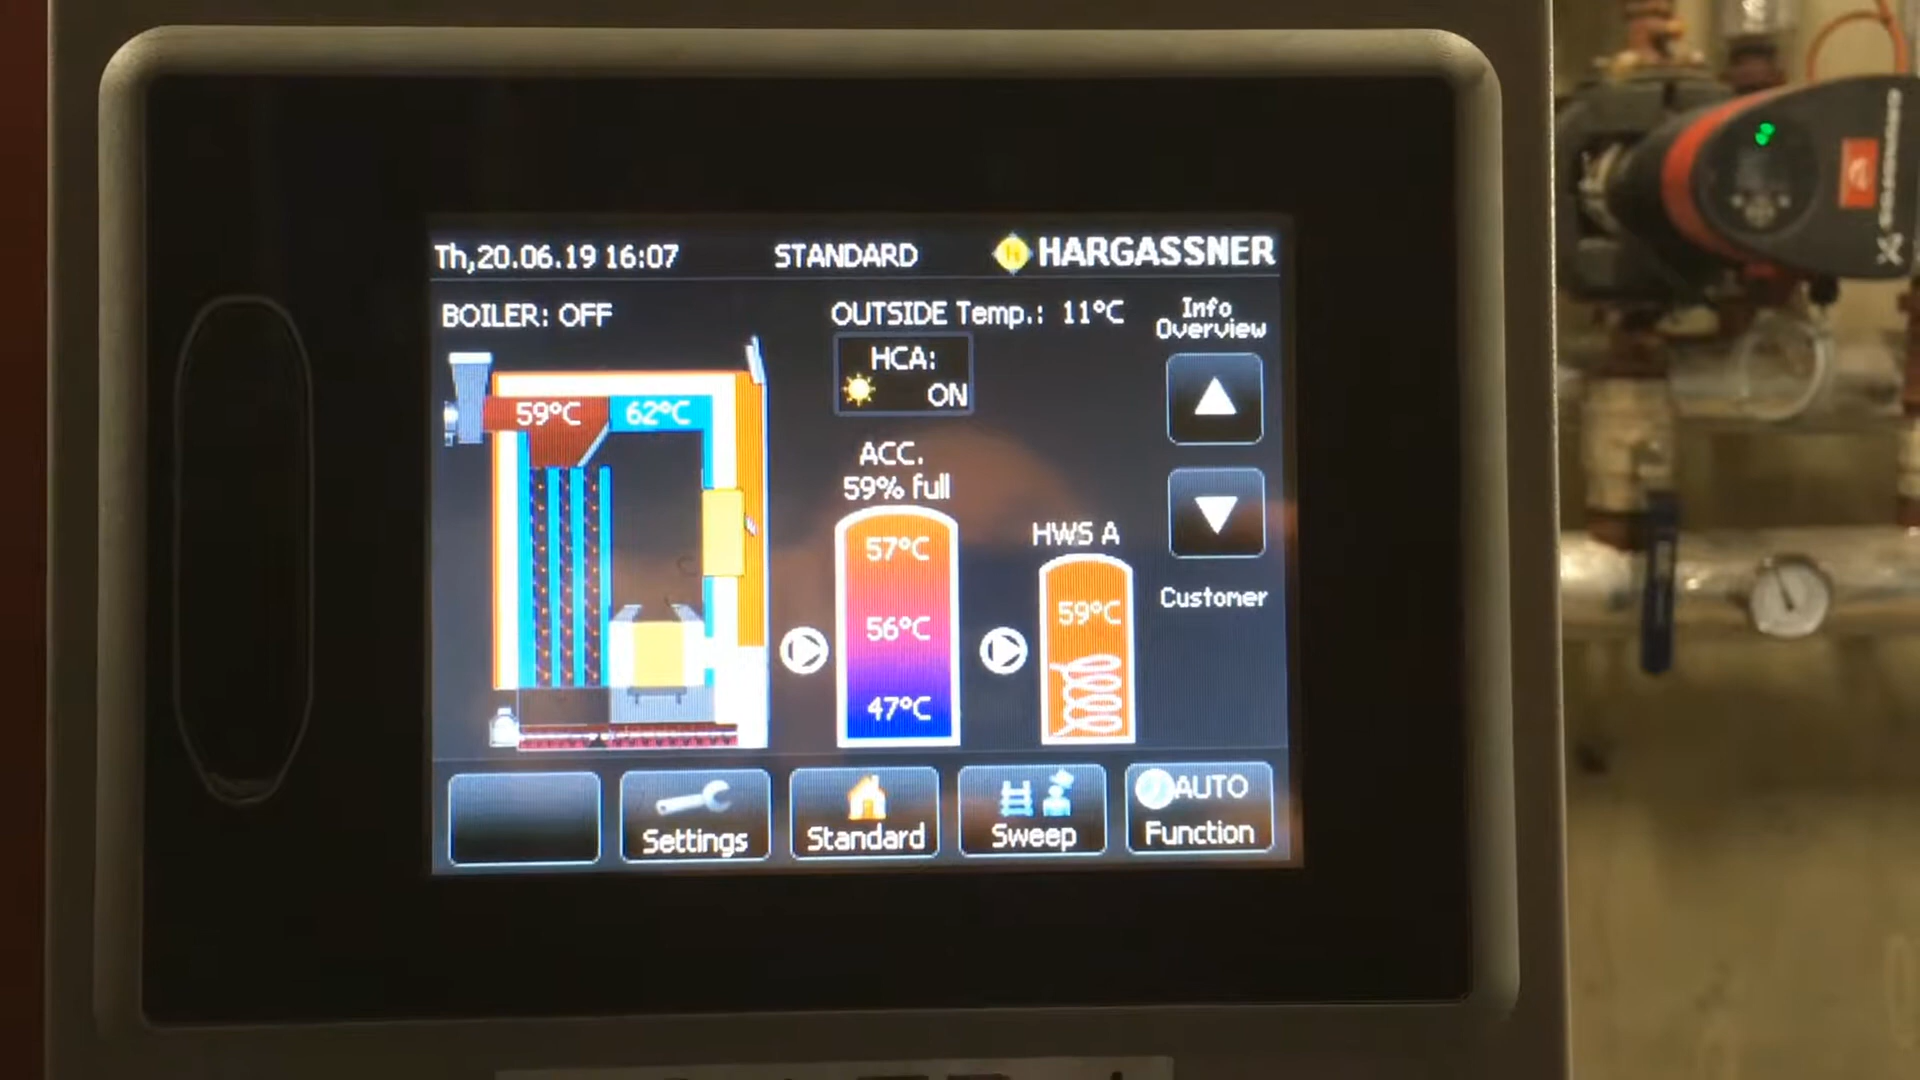 Th,20.06.19 16:07 STANDARD HARGASSNER
BOILER: OFF
OUTSIDE Temp.: 11°C
Info
Overview
HCA:
ON
59°C 62°C
ACC.
59% full
57°C
56°C
47°C
HWS A
59°C
Customer
Settings
Standard
Sweep
AUTO
Function
GRUNDFOS